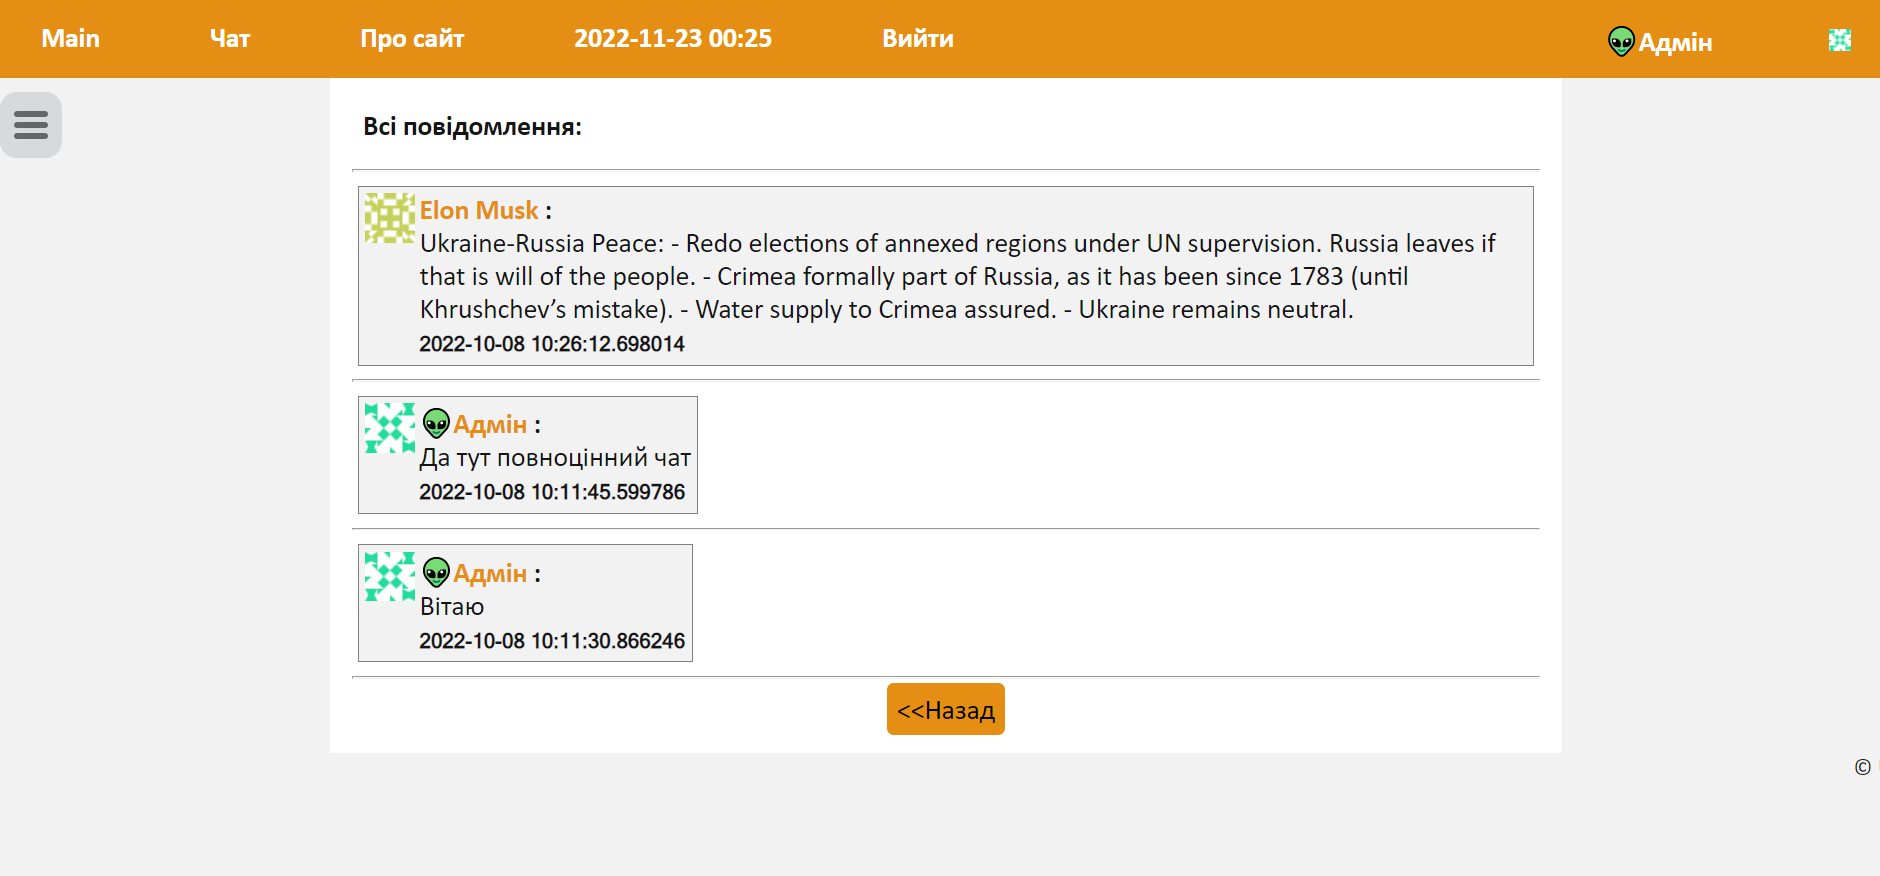 Main Чат Про сайт 2022-11-23 00:25 Вийти Адмін
Всі повідомлення:
Elon Musk :
Ukraine-Russia Peace: - Redo elections of annexed regions under UN supervision. Russia leaves if
that is will of the people. - Crimea formally part of Russia, as it has been since 1783 (until
Khrushchev’s mistake). - Water supply to Crimea assured. - Ukraine remains neutral.
2022-10-08 10:26:12.698014
Адмін :
Да тут повноцінний чат
2022-10-08 10:11:45.599786
Адмін :
Вітаю
2022-10-08 10:11:30.866246
<<Назад
©